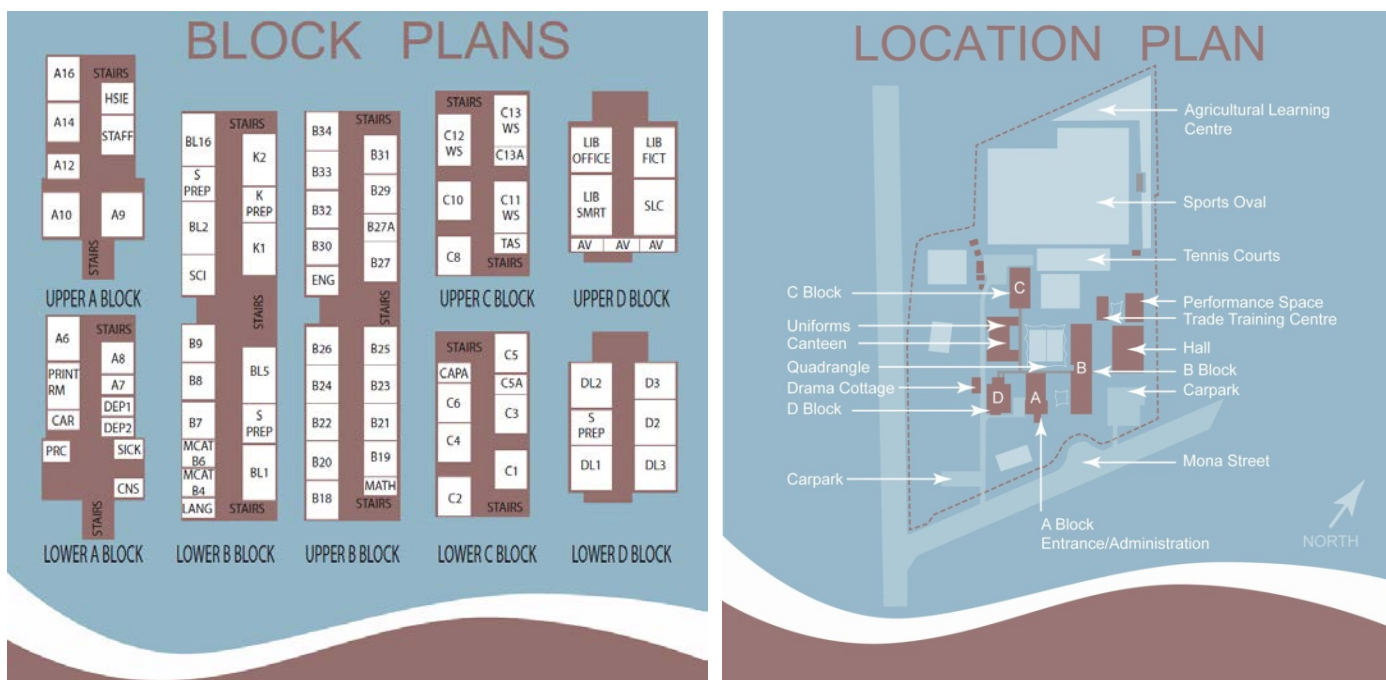 BLOCK PLANS
A16
STAIRS
HSIE
A14
STAFF
A12
A10
A9
STAIRS
UPPER A BLOCK
A6
STAIRS
A8
PRINT
RM
A7
DEP1
CAR
DEP2
PRC
SICK
CNS
STAIRS
LOWER A BLOCK
STAIRS
BL16
K2
S
PREP
K
PREP
BL2
K1
SCI
STAIRS
B9
BL5
B8
B7
S
PREP
MCAT
B6
MCAT
B4
BL1
LANG
STAIRS
LOWER B BLOCK
B34
STAIRS
B31
B33
B29
B32
B27A
B30
B27
ENG
STAIRS
B26
B25
B24
B23
B22
B21
B20
B19
MATH
B18
STAIRS
UPPER B BLOCK
STAIRS
C13
WS
C12
WS
C13A
C10
C11
WS
TAS
C8
STAIRS
UPPER C BLOCK
STAIRS
C5
CAPA
C5A
C6
C3
C4
C1
C2
STAIRS
LOWER C BLOCK
LIB
OFFICE
LIB
FICT
LIB
SMRT
SLC
AV
AV
AV
UPPER D BLOCK
DL2
D3
S
PREP
D2
DL1
DL3
LOWER D BLOCK
LOCATION PLAN
Agricultural Learning
Centre
Sports Oval
Tennis Courts
C Block
C
Performance Space
Trade Training Centre
Uniforms
Canteen
Hall
Quadrangle
B
B Block
Drama Cottage
Carpark
D Block
D
A
Mona Street
Carpark
A Block
Entrance/Administration
NORTH